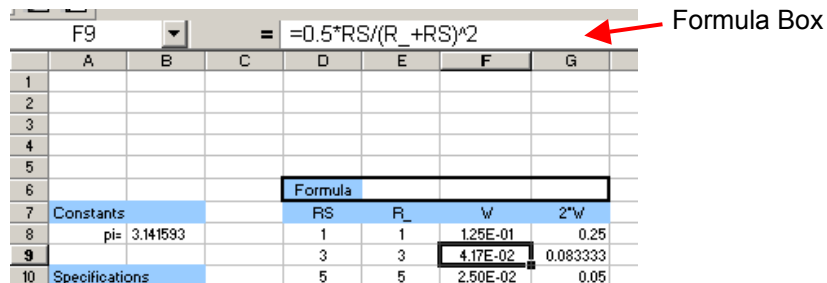 Formula Box
F9 = =0.5*RS/(R_+RS)^2
A B C D E F G
1
2
3
4
5
6 Formula
7 Constants RS R_ W 2*W
8 pi= 3.141593 1 1 1.25E-01 0.25
9 3 3 4.17E-02 0.083333
10 Specifications 5 5 2.50E-02 0.05